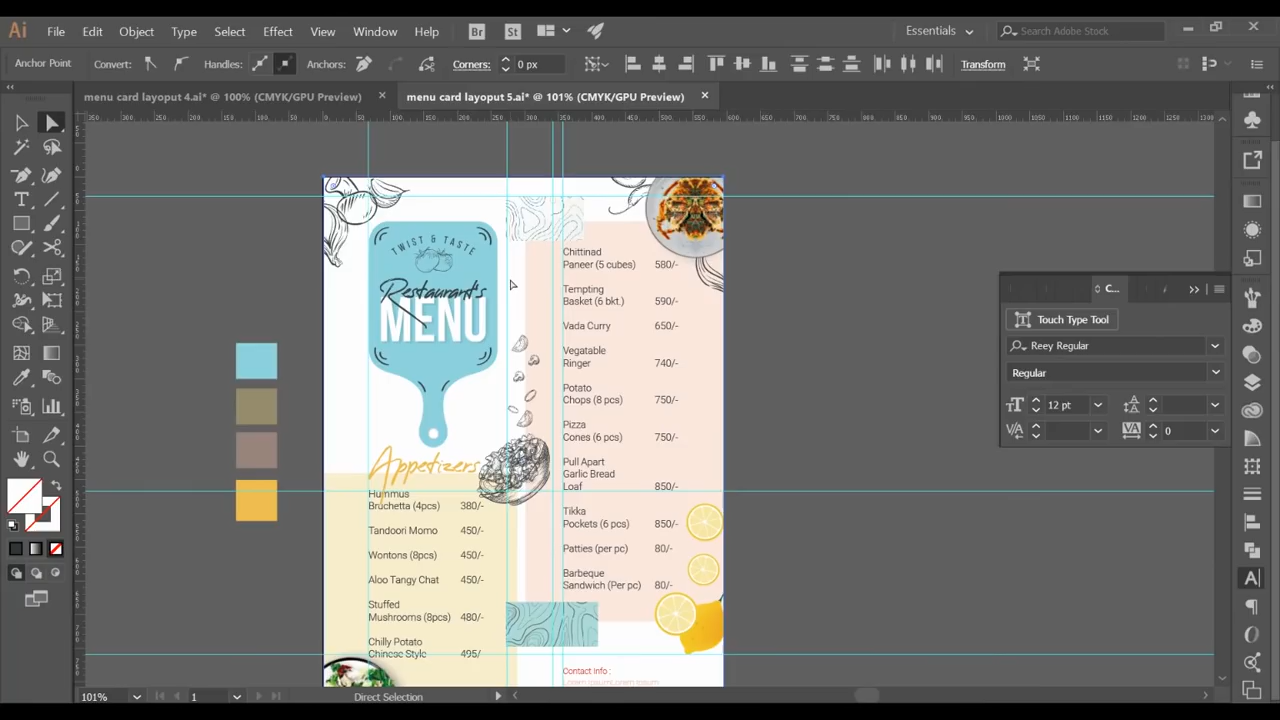 Ai File Edit Object Type Select Effect View Window Help Br St Essentials Search Adobe Stock
Anchor Point Convert: Handles: Anchors: Corners: 0 px Transform
menu card layoput 4.ai* @ 100% (CMYK/GPU Preview) menu card layoput 5.ai* @ 101% (CMYK/GPU Preview)
TWIST & TASTE
Restaurant's
MENU
Appetizers
Hummus
Bruchetta (4pcs) 380/-
Tandoori Momo 450/-
Wontons (8pcs) 450/-
Aloo Tangy Chat 450/-
Stuffed
Mushrooms (8pcs) 480/-
Chilly Potato
Chinese Style 495/
Chittinad
Paneer (5 cubes) 580/-
Tempting
Basket (6 bkt.) 590/-
Vada Curry 650/-
Vegatable
Ringer 740/-
Potato
Chops (8 pcs) 750/-
Pizza
Cones (6 pcs) 750/-
Pull Apart
Garlic Bread
Loaf 850/-
Tikka
Pockets (6 pcs) 850/-
Patties (per pc) 80/-
Barbeque
Sandwich (Per pc) 80/-
Contact info :
C...
Touch Type Tool
Reey Regular
Regular
12 pt
0
101% 1 Direct Selection